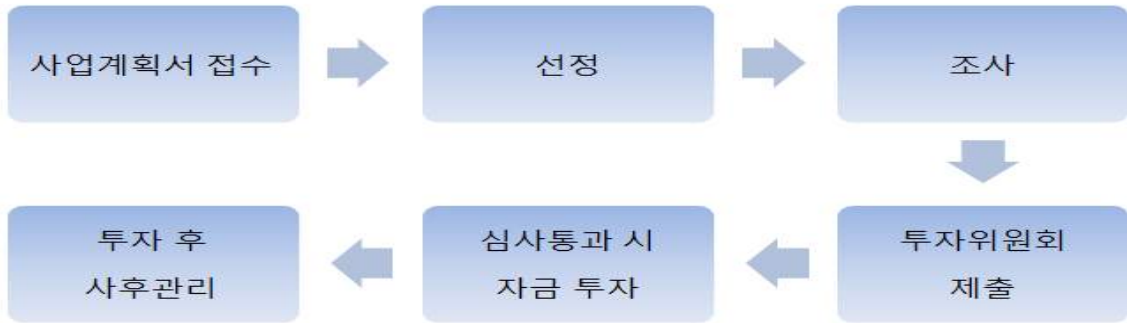 사업계획서 접수
선정
조사
투자위원회
제출
심사통과 시
자금 투자
투자 후
사후관리